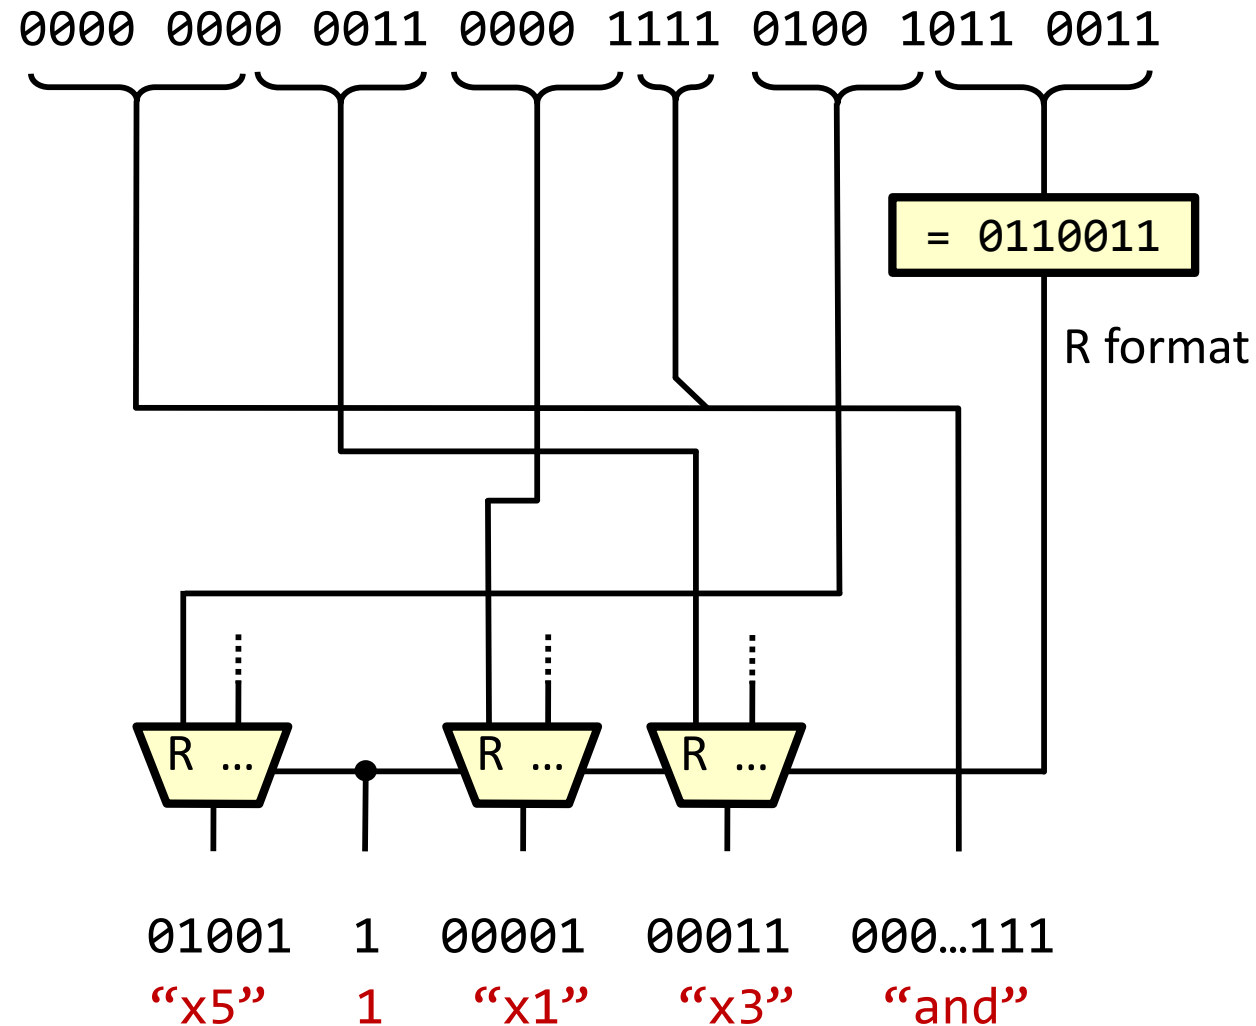 0000 0000 0011 0000 1111 0100 1011 0011
= 0110011
R format
R ... R ... R ...
01001 1 00001 00011 000...111
“x5” 1 “x1” “x3” “and”